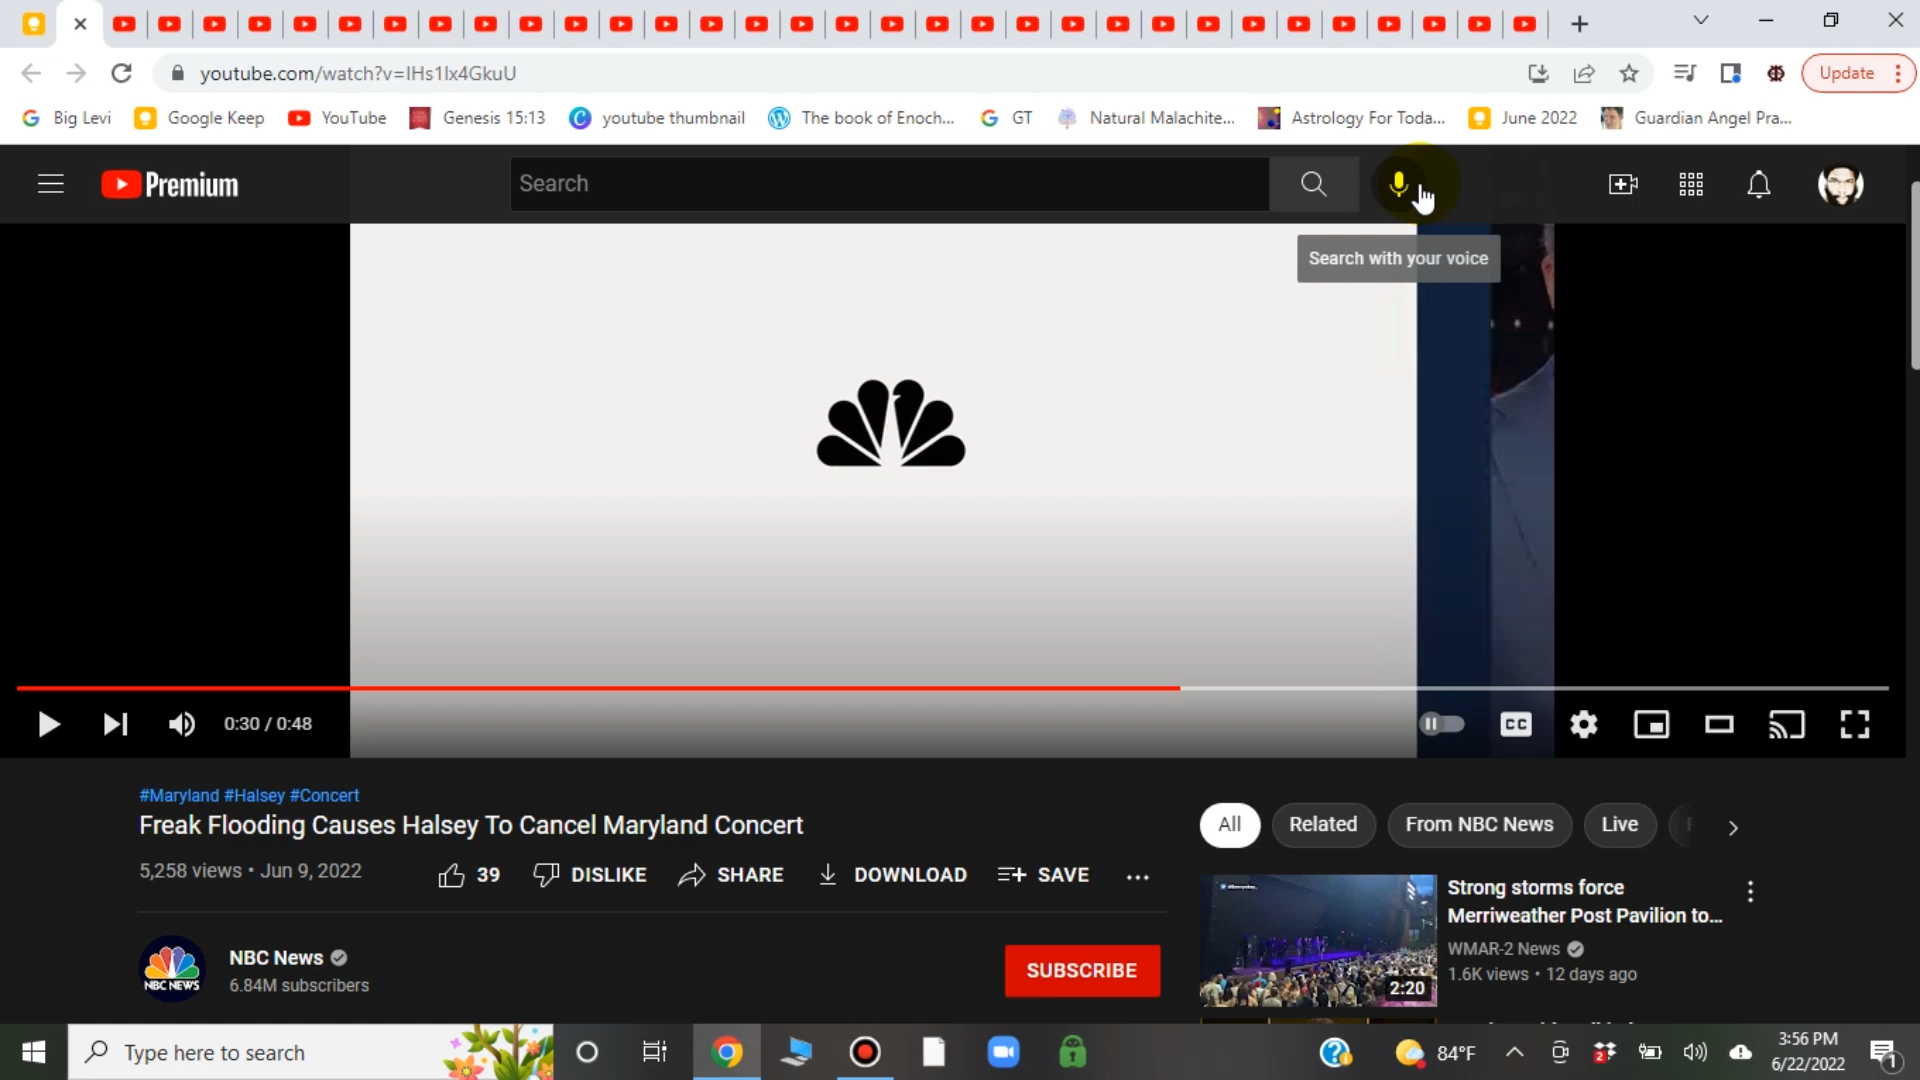 youtube.com/watch?v=IHs1Ix4GkuU
Update
Big Levi
Google Keep
YouTube
Genesis 15:13
youtube thumbnail
The book of Enoch...
GT
Natural Malachite...
Astrology For Toda...
June 2022
Guardian Angel Pra...
Premium
Search
Search with your voice
0:30 / 0:48
CC
#Maryland #Halsey #Concert
Freak Flooding Causes Halsey To Cancel Maryland Concert
5,258 views • Jun 9, 2022
39
DISLIKE
SHARE
DOWNLOAD
SAVE
NBC NEWS
NBC News
6.84M subscribers
SUBSCRIBE
All
Related
From NBC News
Live
Strong storms force
Merriweather Post Pavilion to...
WMAR-2 News
1.6K views • 12 days ago
2:20
Type here to search
84°F
2
3:56 PM
6/22/2022
1